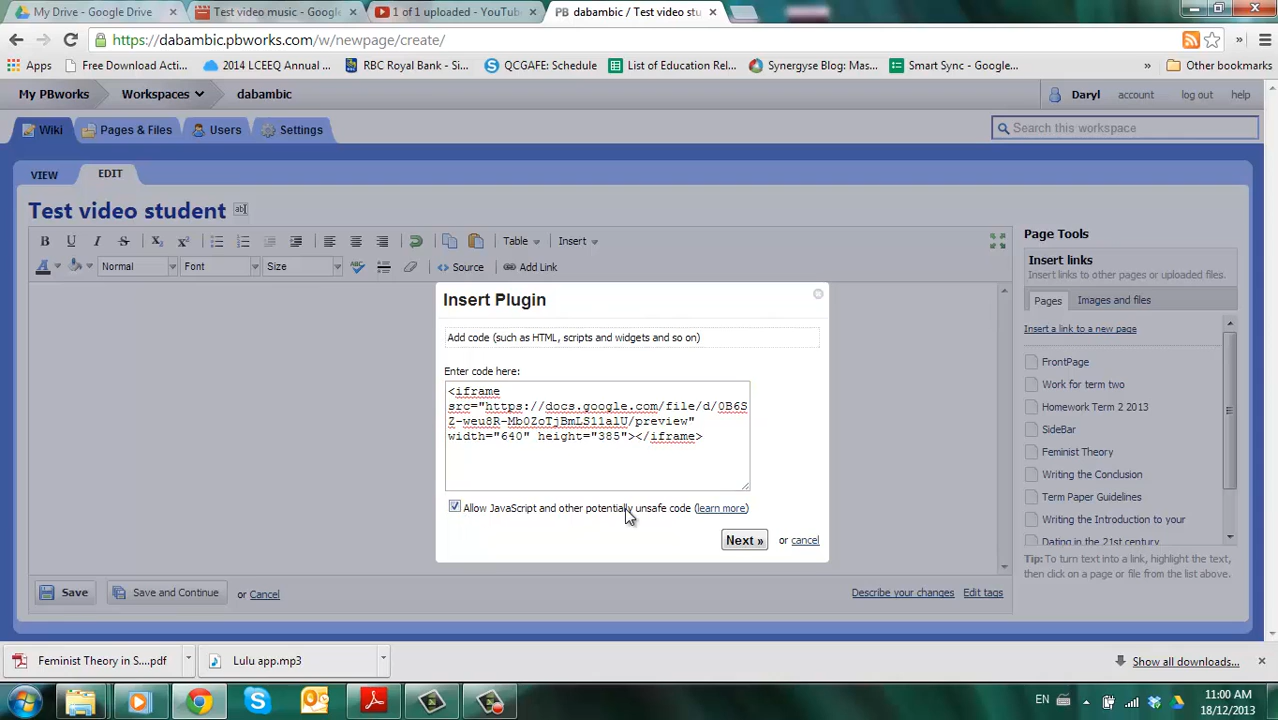 My Drive - Google Drive
Test video music - Google
1 of 1 uploaded - YouTube
PB dabambic / Test video stu
https://dabambic.pbworks.com/w/newpage/create/
Apps
Free Download Acti...
2014 LCEEQ Annual ...
RBC Royal Bank - Si...
QCGAFE: Schedule
List of Education Rel...
Synergyse Blog: Mas...
Smart Sync - Google...
»
Other bookmarks
My PBworks
Workspaces
dabambic
Daryl
account
log out
help
Wiki
Pages & Files
Users
Settings
Search this workspace
VIEW
EDIT
Test video student
Table
Insert
Normal
Font
Size
Source
Add Link
Page Tools
Insert links
Insert links to other pages or uploaded files.
Pages
Images and files
Insert a link to a new page
FrontPage
Work for term two
Homework Term 2 2013
SideBar
Feminist Theory
Writing the Conclusion
Term Paper Guidelines
Writing the Introduction to your
Dating in the 21st century
Tip: To turn text into a link, highlight the text,
then click on a page or file from the list above.
Insert Plugin
Add code (such as HTML, scripts and widgets and so on)
Enter code here:
<iframe
src="https://docs.google.com/file/d/0B6S
Z-weu8R-Mb0ZoTjBmLS11alU/preview"
width="640" height="385"></iframe>
Allow JavaScript and other potentially unsafe code (learn more)
Next »
or cancel
Save
Save and Continue
or Cancel
Describe your changes
Edit tags
Feminist Theory in S....pdf
Lulu app.mp3
Show all downloads...
EN
11:00 AM
18/12/2013